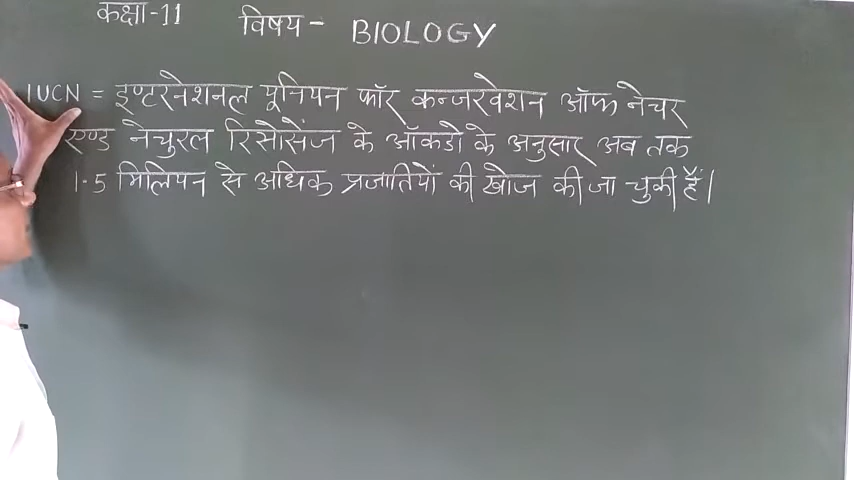 कक्षा-11 विषय - BIOLOGY
IUCN = इण्टरनेशनल यूनियन फॉर कन्जरवेशन ऑफ नेचर
एण्ड नेचुरल रिसोर्सेज के ऑकडो के अनुसार अब तक
1.5 मिलियन से अधिक प्रजातियों की खोज की जा चुकी हैं।